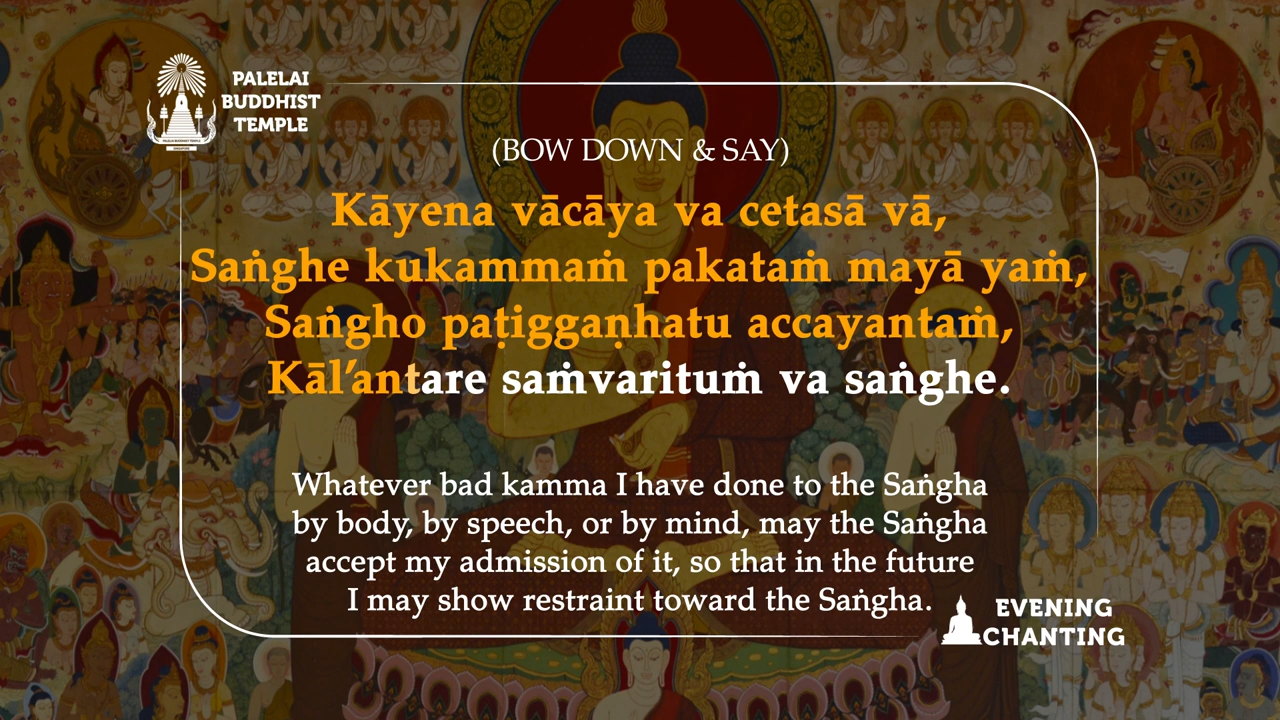 PALELAI
BUDDHIST
TEMPLE
(BOW DOWN & SAY)
Kāyena vācāya va cetasā vā,
Saṅghe kukammaṁ pakataṁ mayā yaṁ,
Saṅgho paṭiggaṇhatu accayantaṁ,
Kāl’antare saṁvarituṁ va saṅghe.
Whatever bad kamma I have done to the Saṅgha
by body, by speech, or by mind, may the Saṅgha
accept my admission of it, so that in the future
I may show restraint toward the Saṅgha.
EVENING
CHANTING